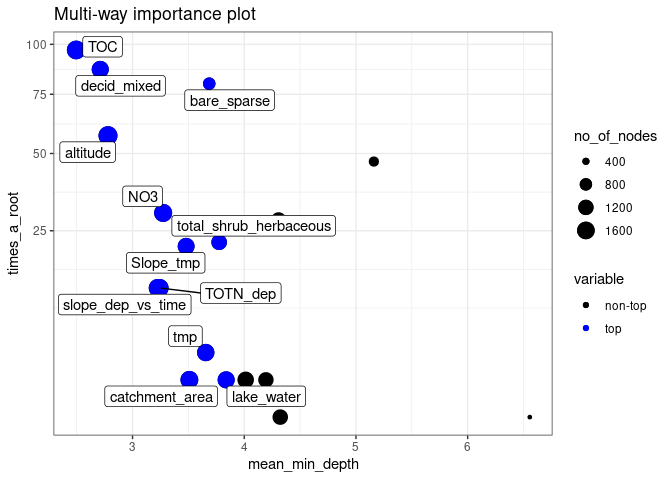 Multi-way importance plot
100
75
50
25
times_a_root
TOC
decid_mixed
bare_sparse
altitude
NO3
total_shrub_herbaceous
Slope_tmp
TOTN_dep
slope_dep_vs_time
tmp
catchment_area
lake_water
3
4
5
6
mean_min_depth
no_of_nodes
400
800
1200
1600
variable
non-top
top